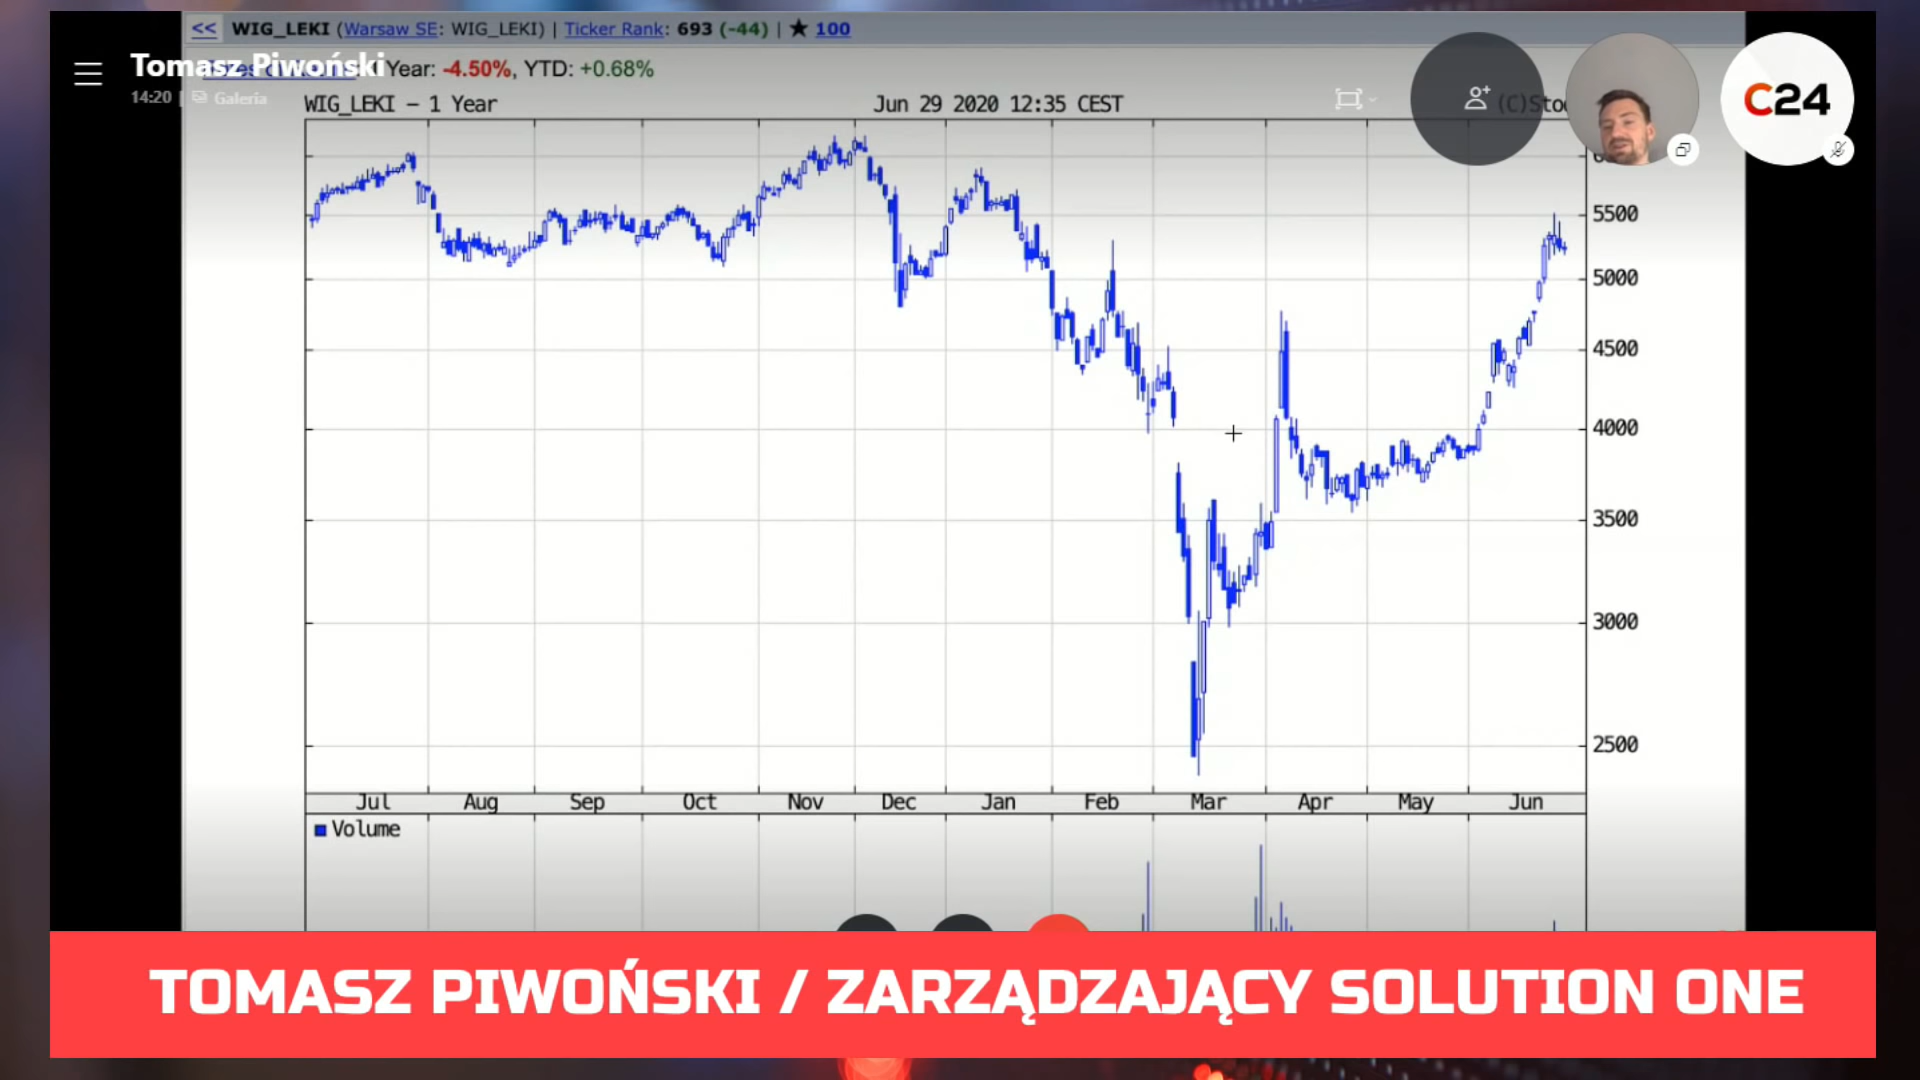 << WIG_LEKI (Warsaw SE: WIG_LEKI) | Ticker Rank: 693 (-44) | ★ 100
Tomasz Piwoński
Year: -4.50%, YTD: +0.68%
14:20 | Galeria
WIG_LEKI - 1 Year
Jun 29 2020 12:35 CEST
(C)Sto
C24
5500
5000
4500
4000
3500
3000
2500
Jul Aug Sep Oct Nov Dec Jan Feb Mar Apr May Jun
Volume
TOMASZ PIWOŃSKI / ZARZĄDZAJĄCY SOLUTION ONE